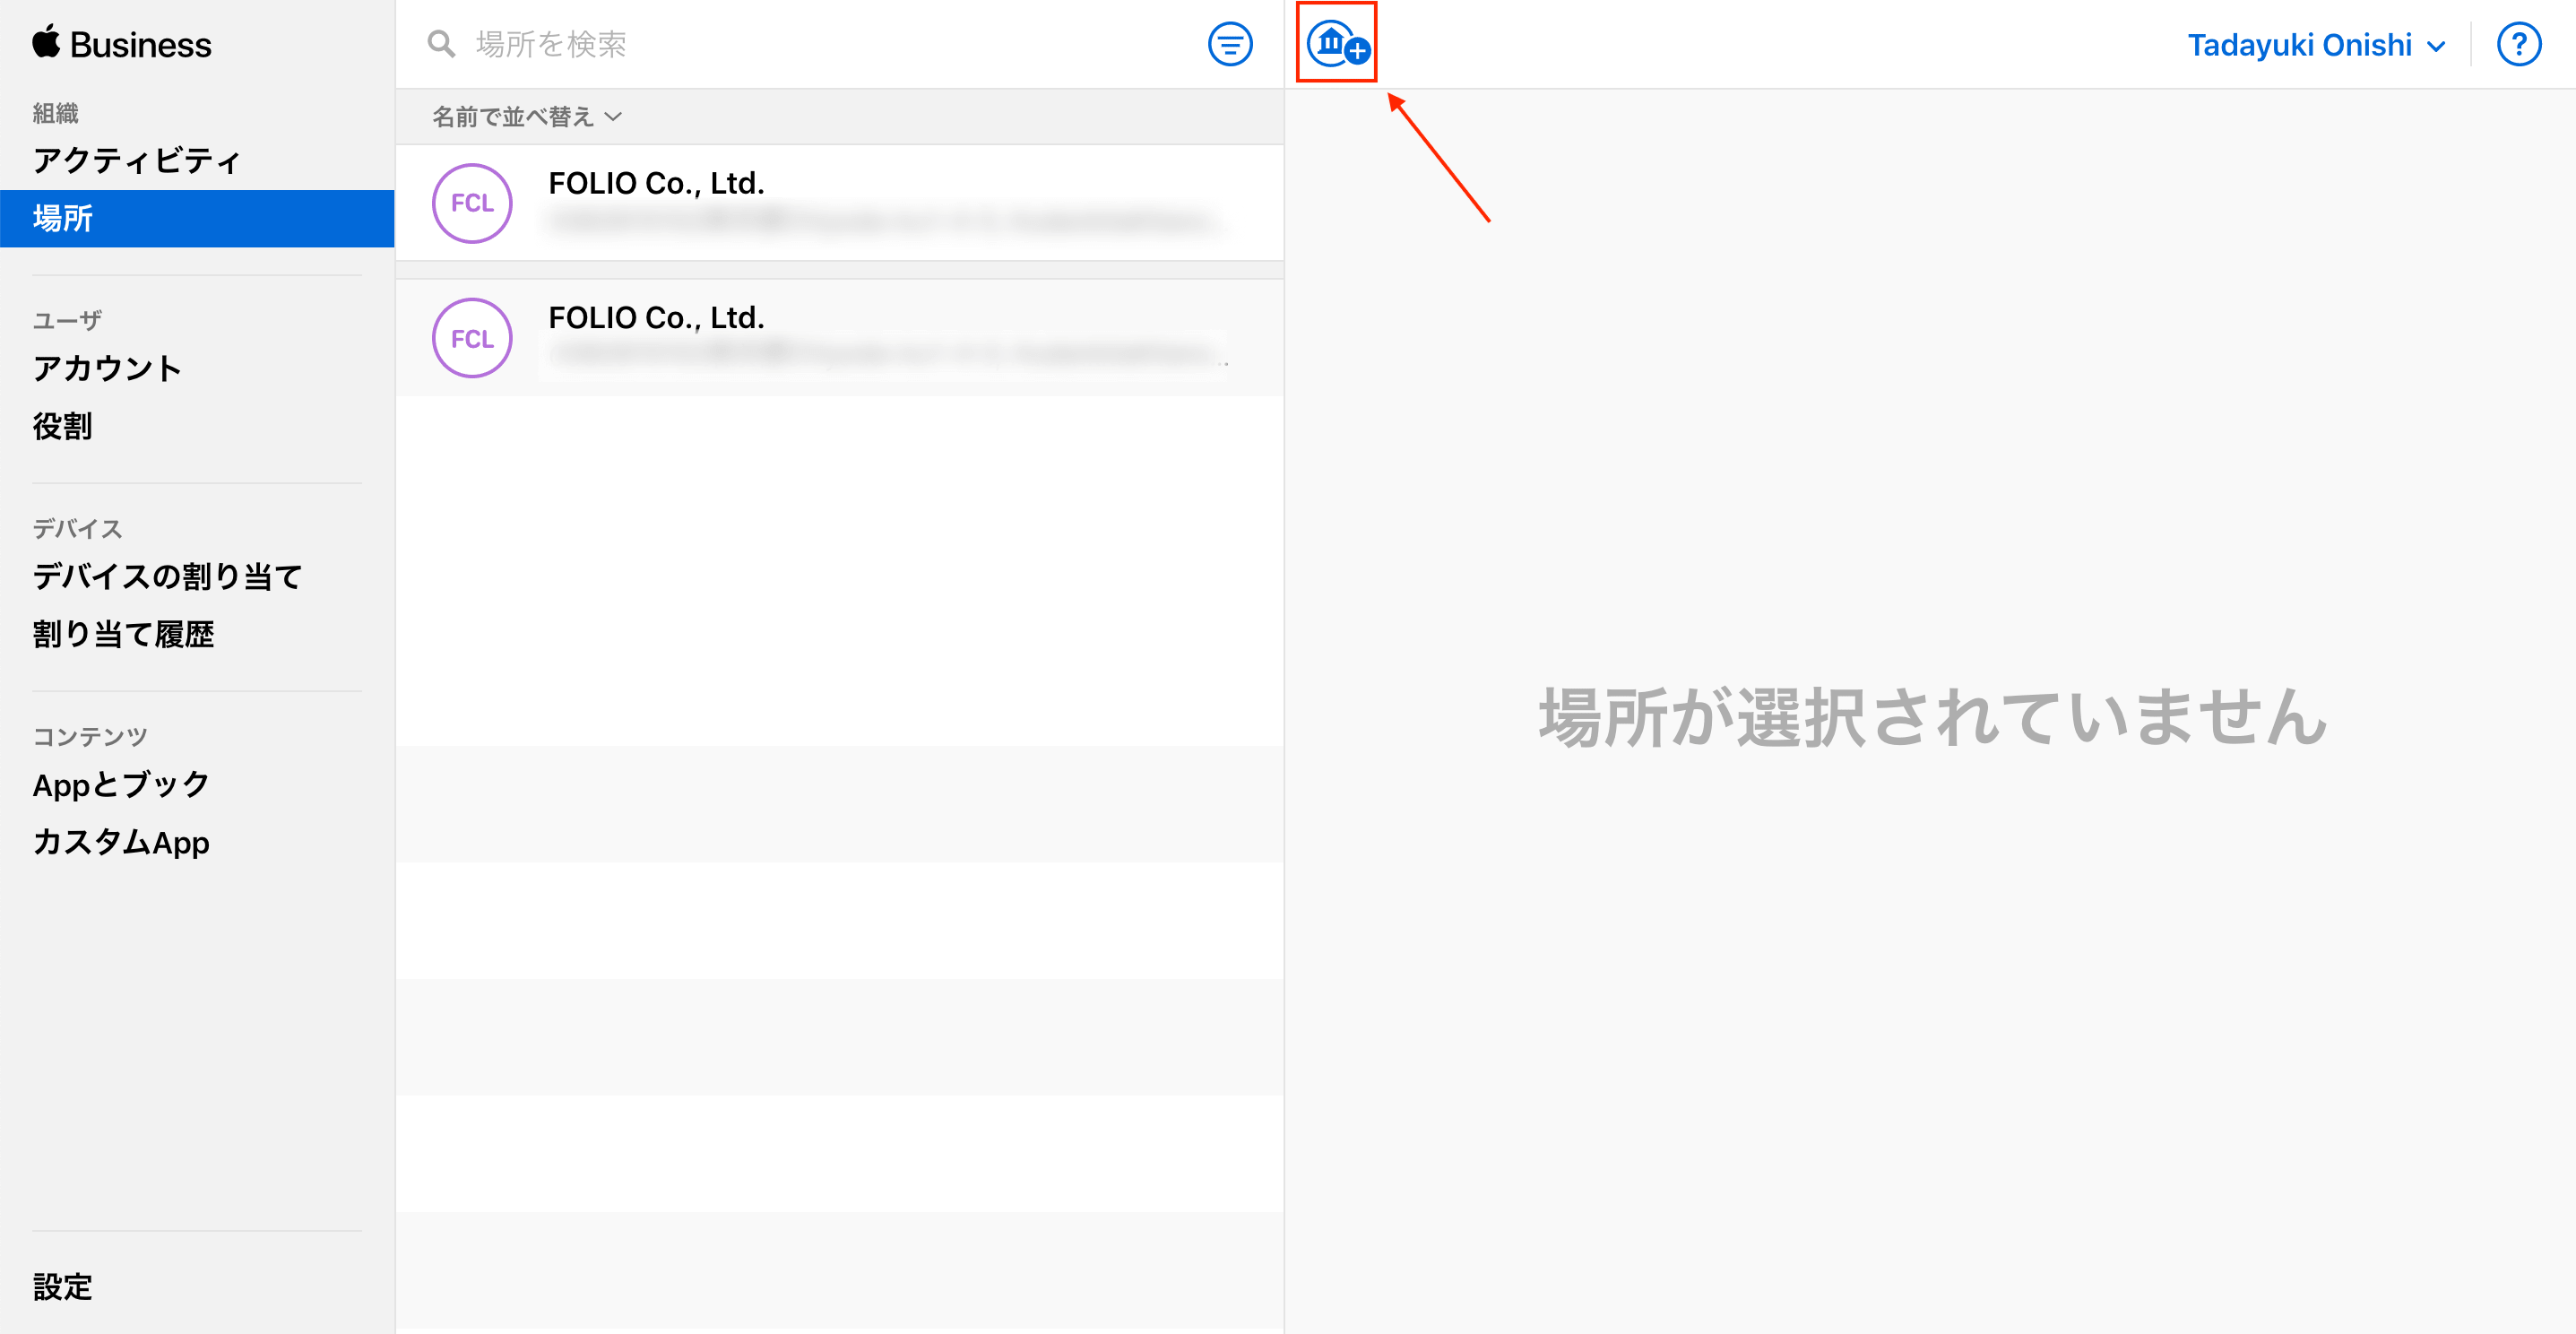 Business
組織
アクティビティ
場所
ユーザ
アカウント
役割
デバイス
デバイスの割り当て
割り当て履歴
コンテンツ
Appとブック
カスタムApp
設定
場所を検索
名前で並べ替え
FCL
FOLIO Co., Ltd.
FCL
FOLIO Co., Ltd.
Tadayuki Onishi
?
場所が選択されていません